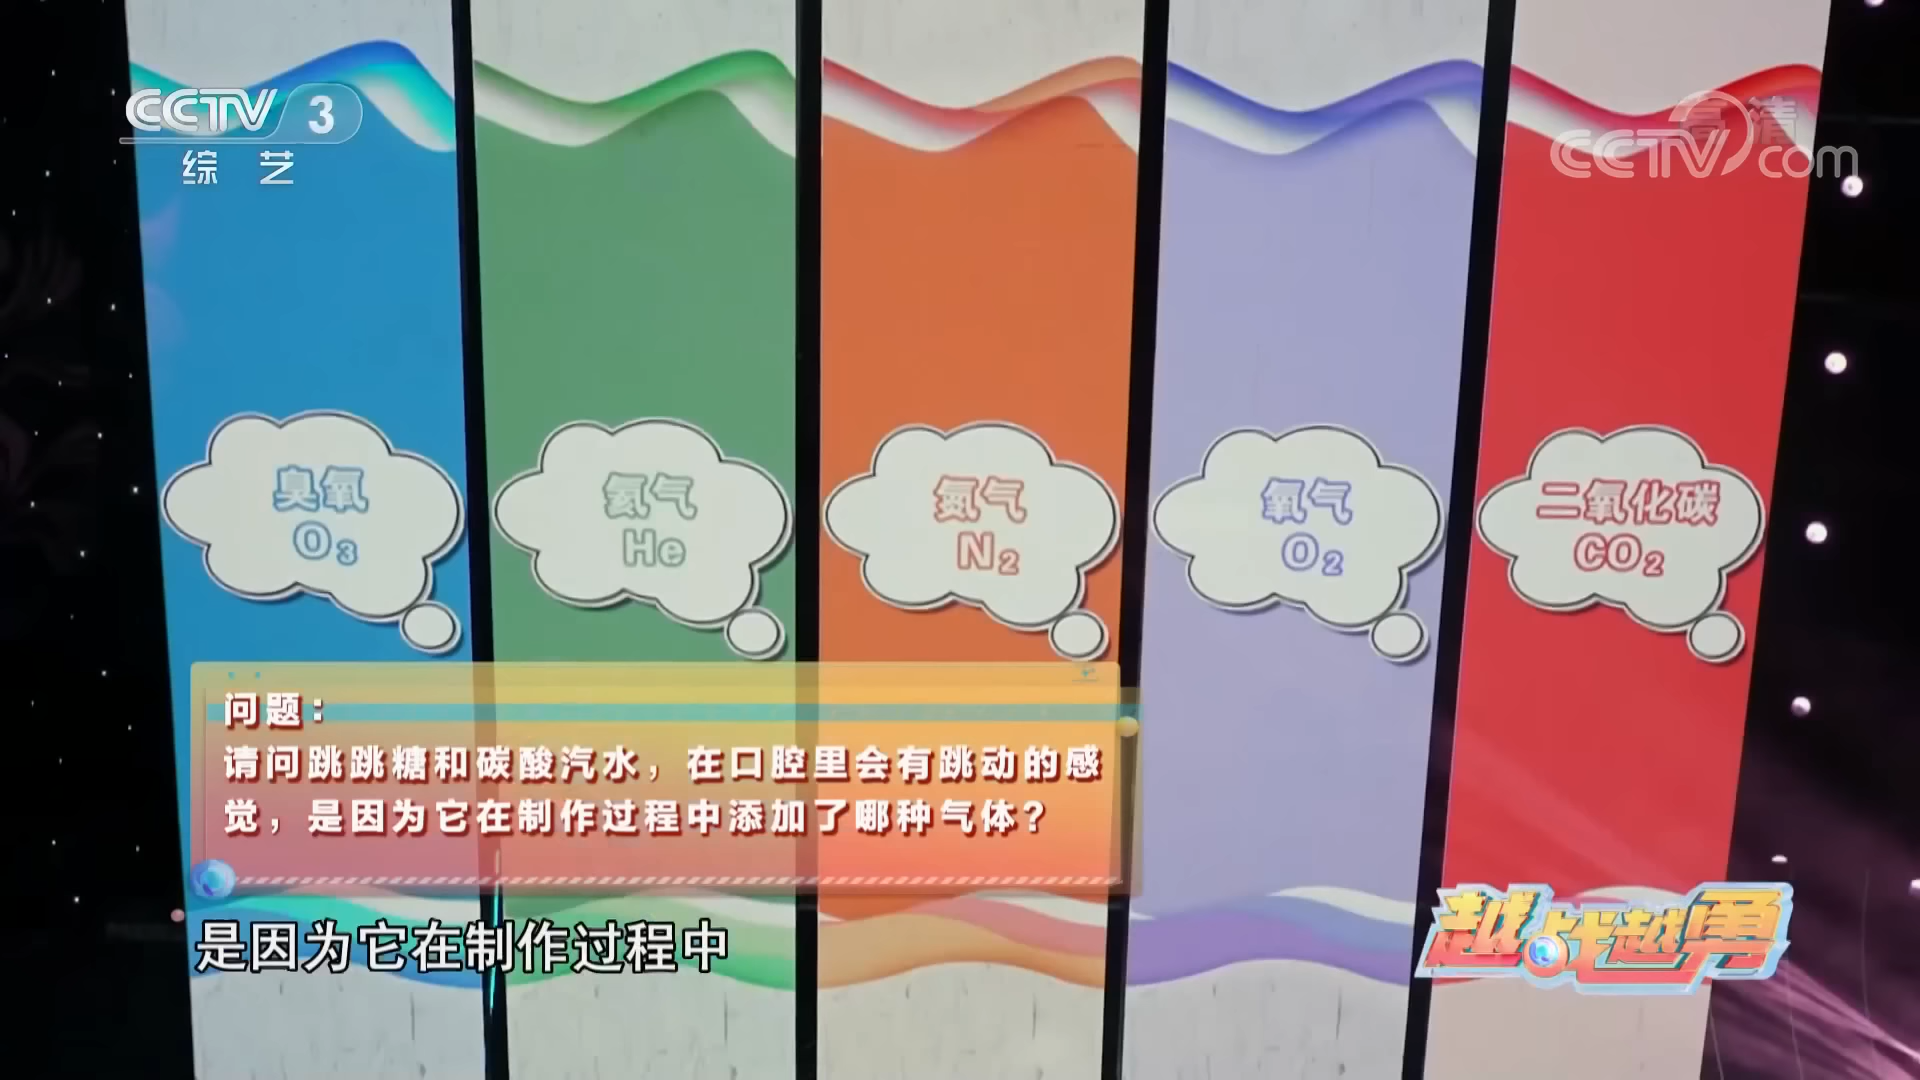 CCTV 3
综艺
高清
CCTV.com
臭氧
O₃
氦气
He
氮气
N₂
氧气
O₂
二氧化碳
CO₂
问题：
请问跳跳糖和碳酸汽水，在口腔里会有跳动的感
觉，是因为它在制作过程中添加了哪种气体？
是因为它在制作过程中
越战越勇